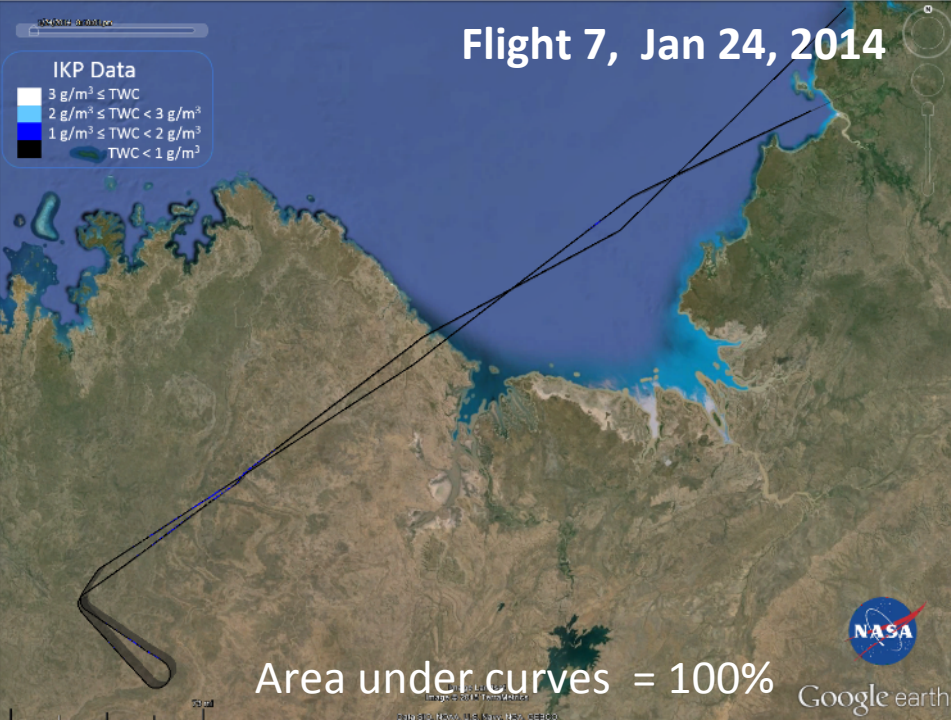 Flight 7, Jan 24, 2014
N
IKP Data
3 g/m³ ≤ TWC
2 g/m³ ≤ TWC < 3 g/m³
1 g/m³ ≤ TWC < 2 g/m³
TWC < 1 g/m³
NASA
Area under curves = 100%
Google earth